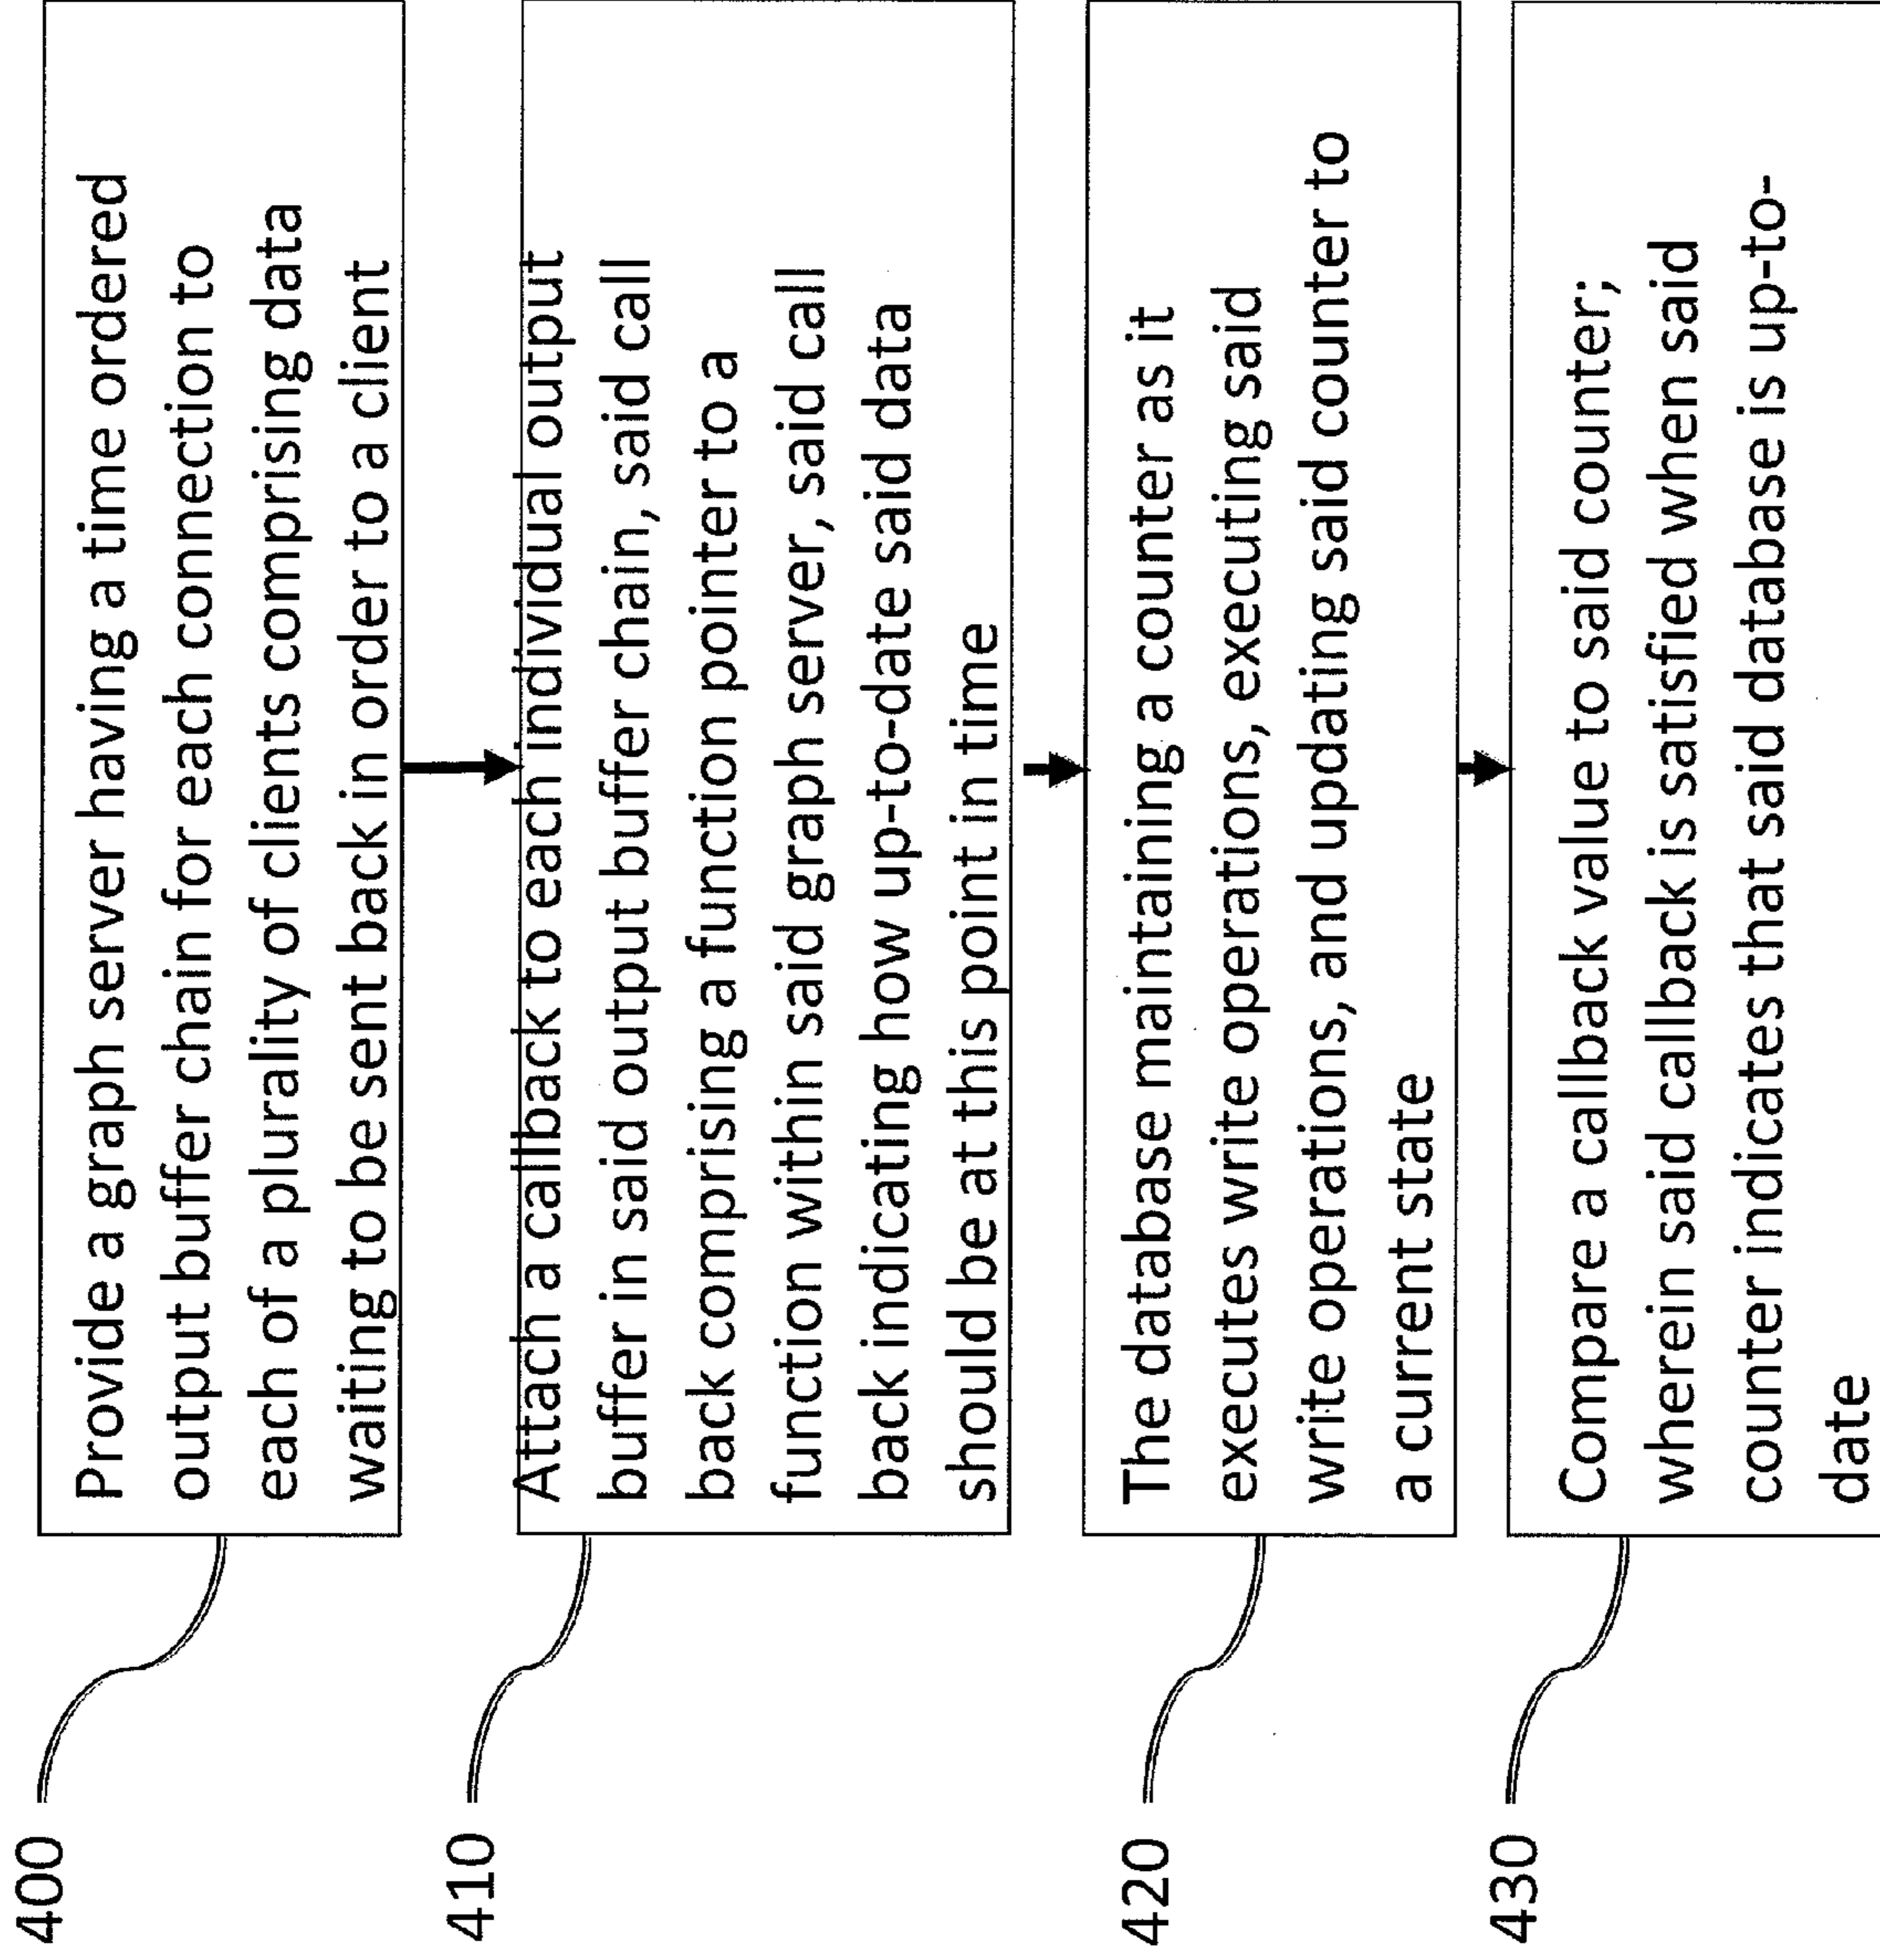 400
Provide a graph server having a time ordered
output buffer chain for each connection to
each of a plurality of clients comprising data
waiting to be sent back in order to a client
410
Attach a callback to each individual output
buffer in said output buffer chain, said call
back comprising a function pointer to a
function within said graph server, said call
back indicating how up-to-date said data
should be at this point in time
420
The database maintaining a counter as it
executes write operations, executing said
write operations, and updating said counter to
a current state
430
Compare a callback value to said counter;
wherein said callback is satisfied when said
counter indicates that said database is up-to-
date